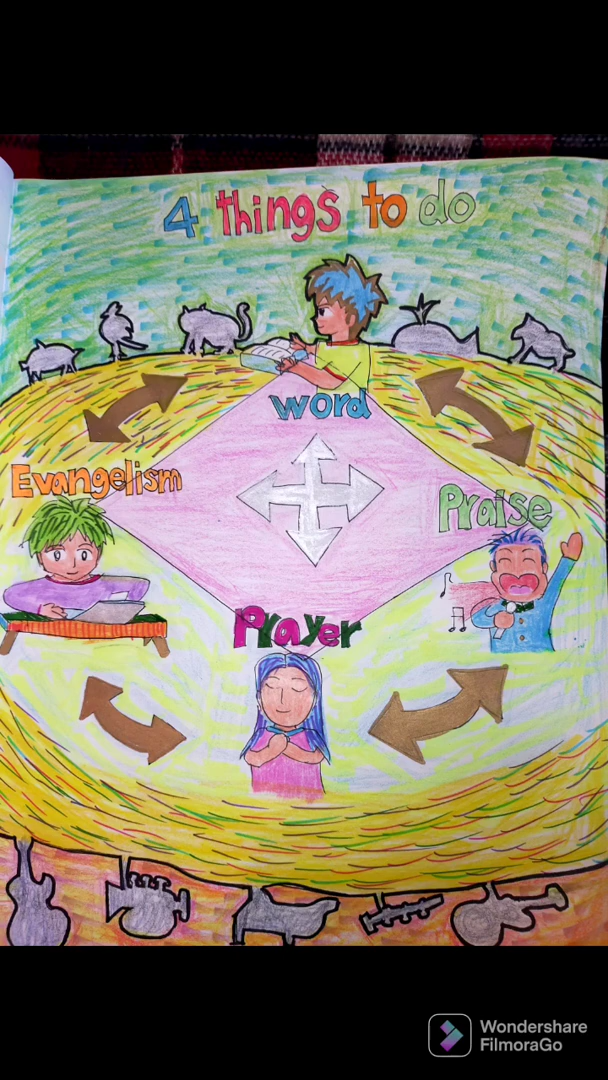 4 things to do
word
Evangelism
Praise
Prayer
Wondershare
FilmoraGo